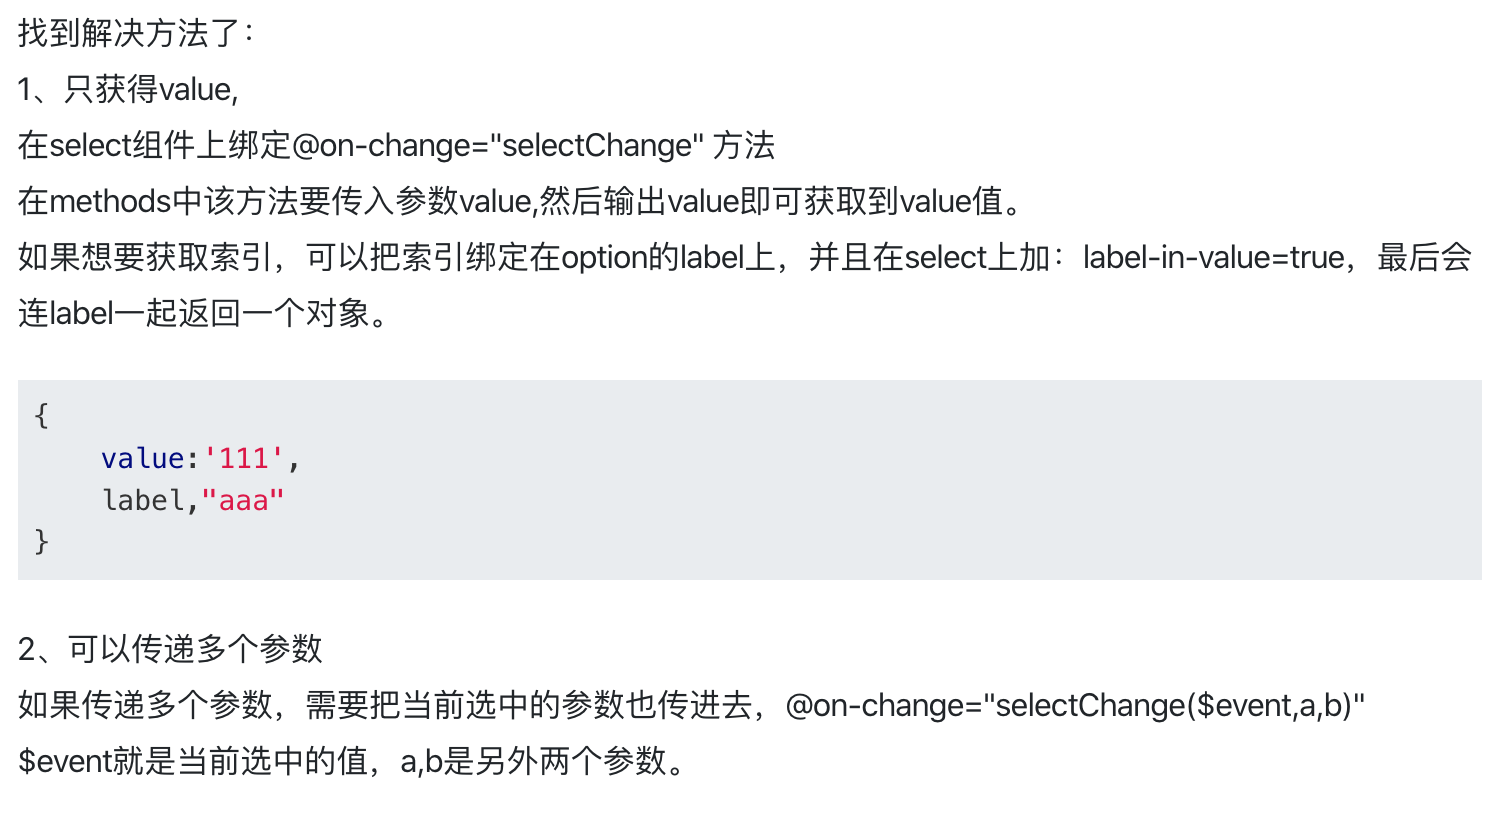 找到解决方法了：
1、只获得value,
在select组件上绑定@on-change="selectChange" 方法
在methods中该方法要传入参数value,然后输出value即可获取到value值。
如果想要获取索引，可以把索引绑定在option的label上，并且在select上加：label-in-value=true，最后会
连label一起返回一个对象。
{
    value:'111',
    label,"aaa"
}
2、可以传递多个参数
如果传递多个参数，需要把当前选中的参数也传进去，@on-change="selectChange($event,a,b)"
$event就是当前选中的值，a,b是另外两个参数。